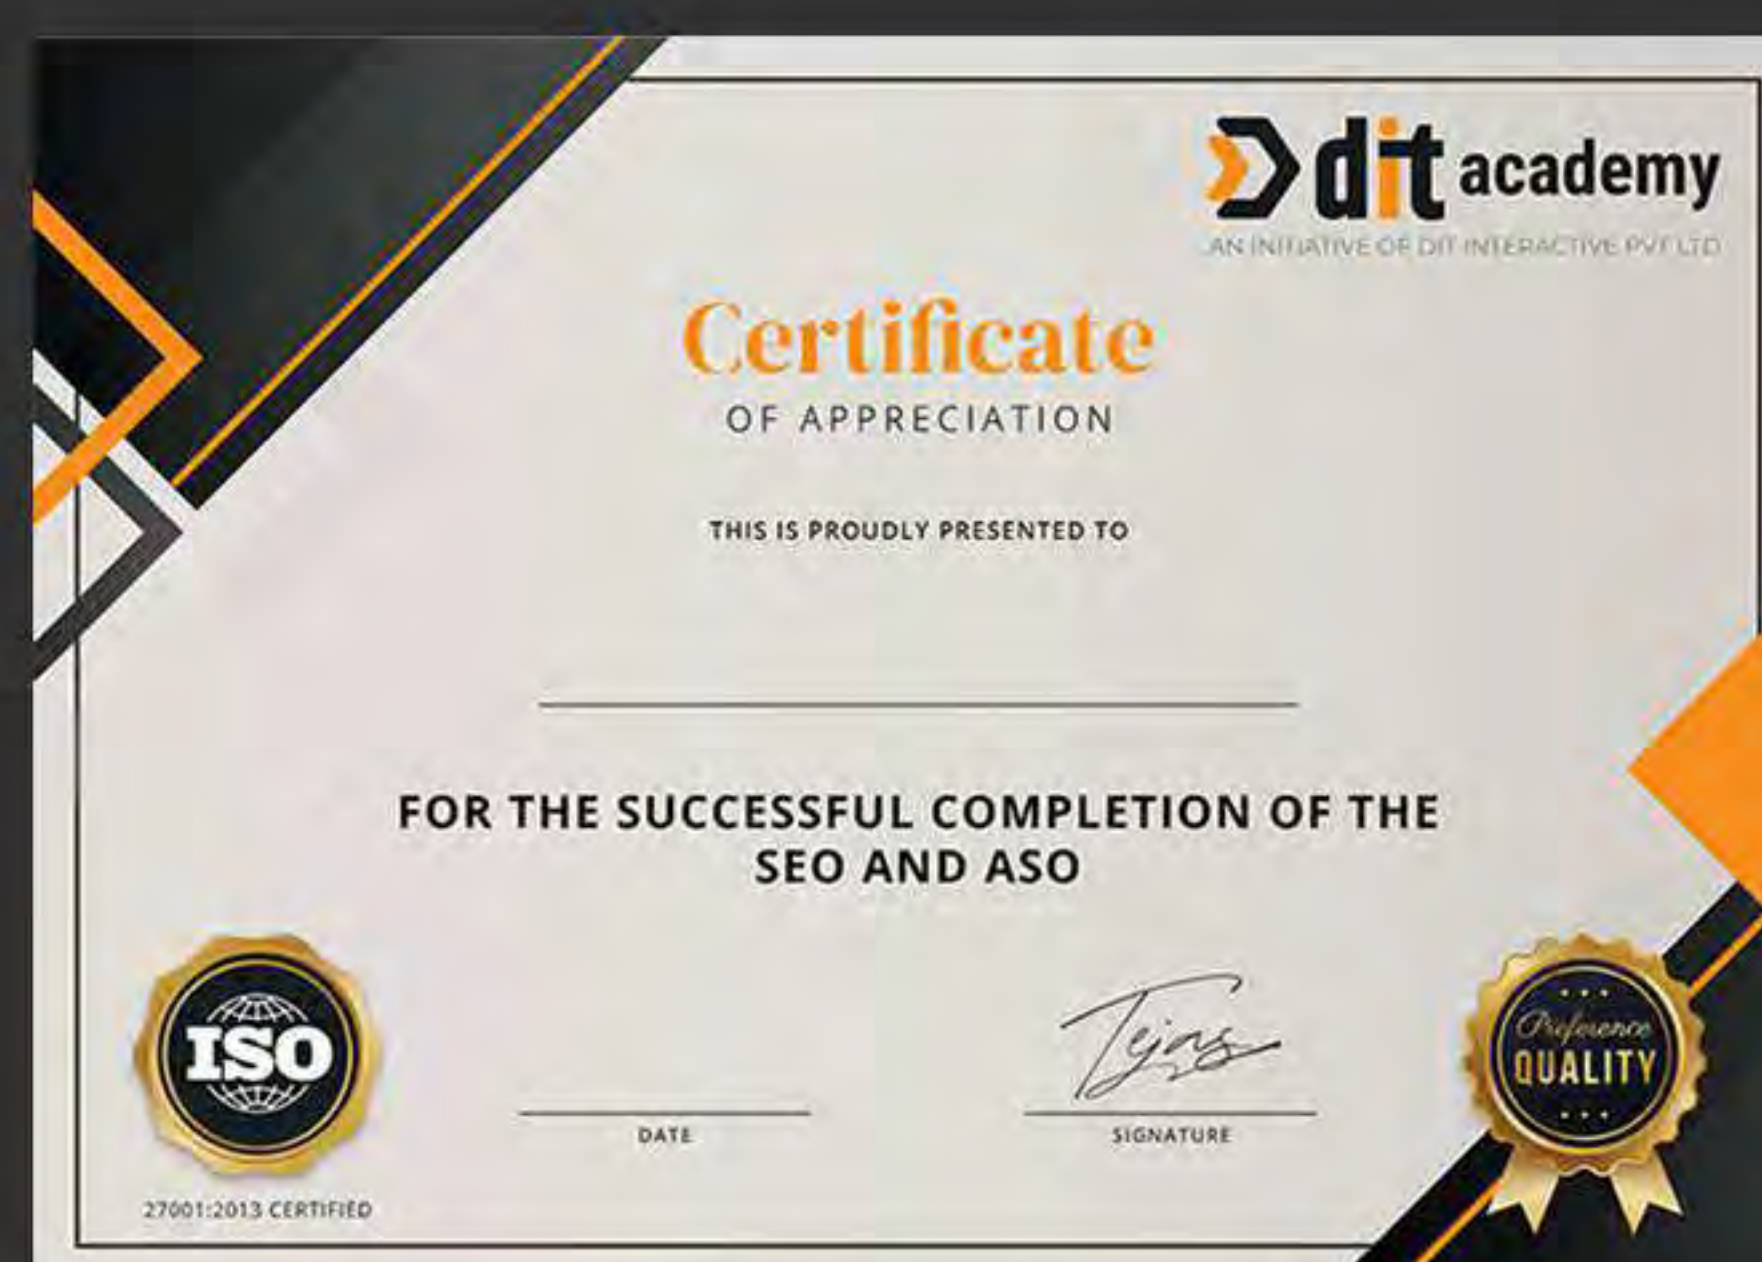 dit academy
AN INITIATIVE OF DIT INTERACTIVE PVT LTD
Certificate
OF APPRECIATION
THIS IS PROUDLY PRESENTED TO
FOR THE SUCCESSFUL COMPLETION OF THE
SEO AND ASO
ISO
27001:2013 CERTIFIED
DATE
Tejas
SIGNATURE
Preference
QUALITY